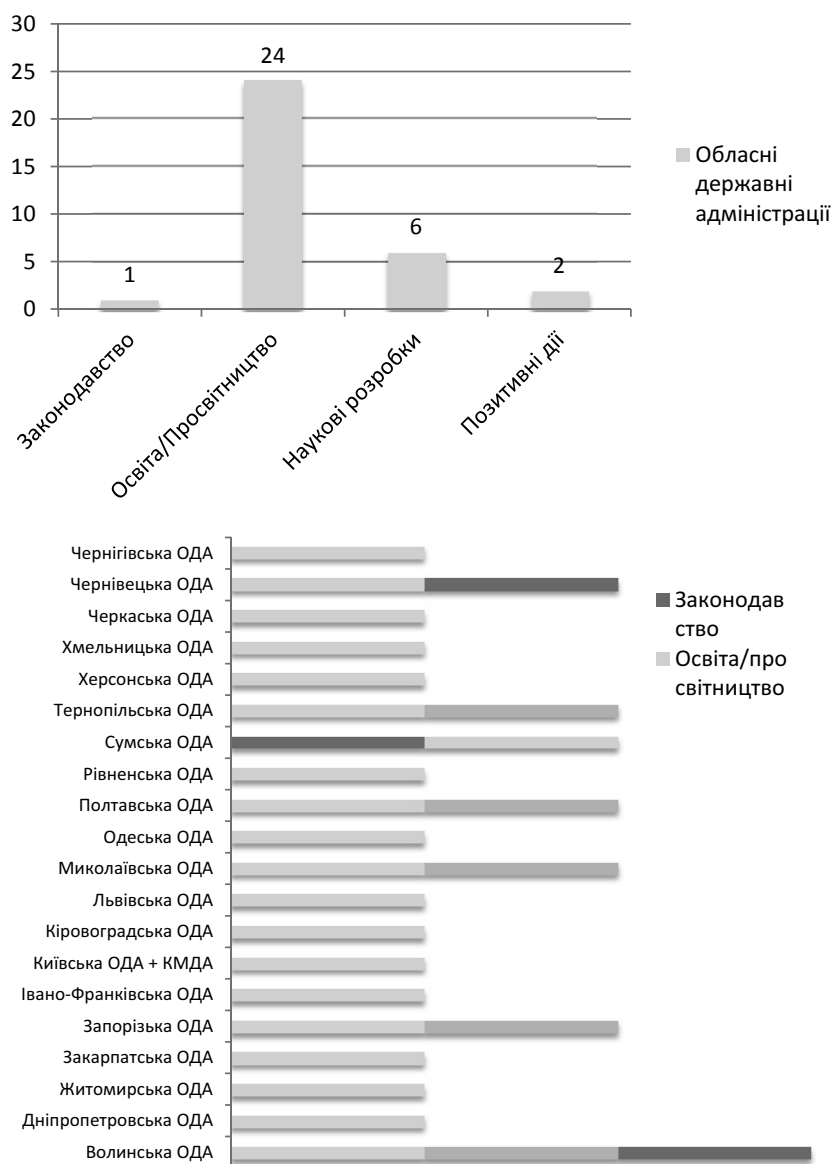 30
25
20
15
10
5
0
1
24
6
2
Законодавство
Освіта/Просвітництво
Наукові розробки
Позитивні дії
Обласні
державні
адміністрації
Чернігівська ОДА
Чернівецька ОДА
Черкаська ОДА
Хмельницька ОДА
Херсонська ОДА
Тернопільська ОДА
Сумська ОДА
Рівненська ОДА
Полтавська ОДА
Одеська ОДА
Миколаївська ОДА
Львівська ОДА
Кіровоградська ОДА
Київська ОДА + КМДА
Івано-Франківська ОДА
Запорізька ОДА
Закарпатська ОДА
Житомирська ОДА
Дніпропетровська ОДА
Волинська ОДА
Законодав
ство
Освіта/про
світництво